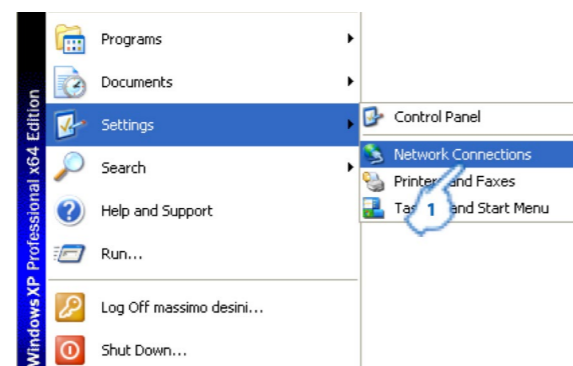 Windows XP Professional x64 Edition
Programs
Documents
Settings
Search
Help and Support
Run...
Log Off massimo desini...
Shut Down...
Control Panel
Network Connections
Printers and Faxes
and Start Menu
1